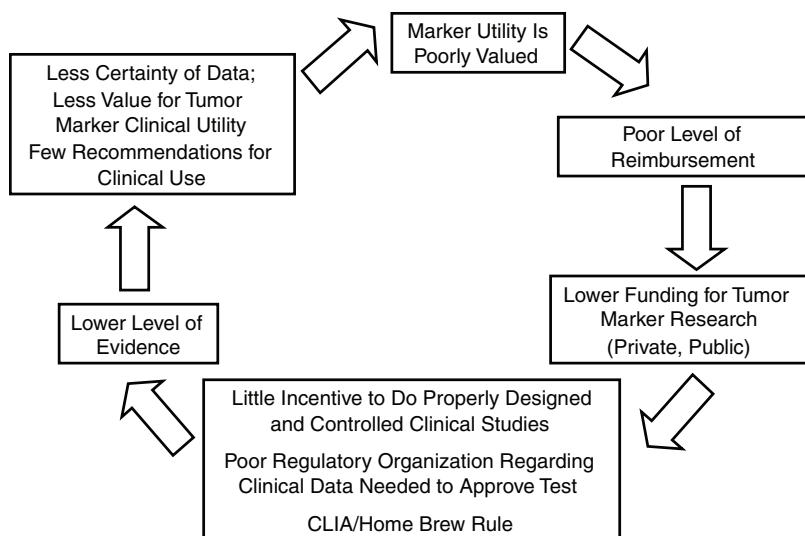 Marker Utility Is
Poorly Valued
Poor Level of
Reimbursement
Lower Funding for Tumor
Marker Research
(Private, Public)
Little Incentive to Do Properly Designed
and Controlled Clinical Studies
Poor Regulatory Organization Regarding
Clinical Data Needed to Approve Test
CLIA/Home Brew Rule
Lower Level of
Evidence
Less Certainty of Data;
Less Value for Tumor
Marker Clinical Utility
Few Recommendations for
Clinical Use